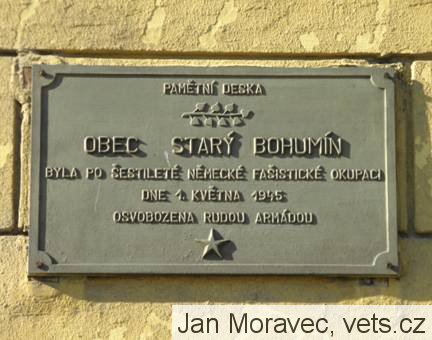 PAMĚTNÍ DESKA
OBEC STARÝ BOHUMÍN
BYLA PO ŠESTILETÉ NĚMECKÉ FAŠISTICKÉ OKUPACI
DNE 1. KVĚTNA 1945
OSVOBOZENA RUDOU ARMÁDOU
Jan Moravec, vets.cz